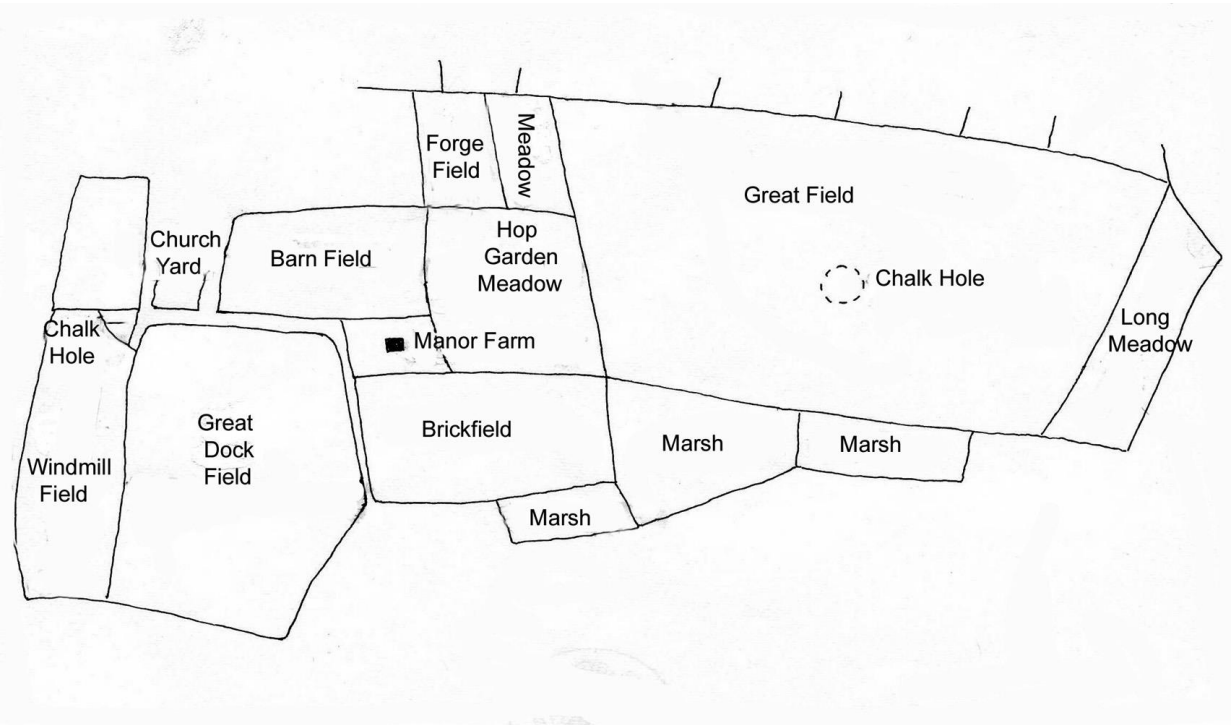 Forge
Field
Meadow
Great Field
Church
Yard
Barn Field
Hop
Garden
Meadow
Chalk Hole
Chalk
Hole
Manor Farm
Long
Meadow
Great
Dock
Field
Brickfield
Marsh
Marsh
Windmill
Field
Marsh